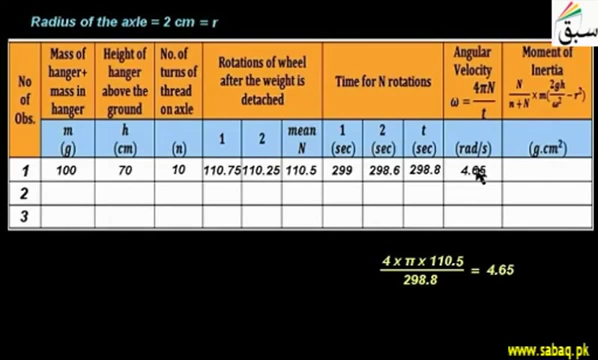 Radius of the axle = 2 cm = r
سبق
No of Obs. | Mass of hanger+ mass in hanger | Height of hanger above the ground | No. of turns of thread on axle | Rotations of wheel after the weight is detached | Time for N rotations | Angular Velocity ω = 4πN / t | Moment of Inertia N/(n+N) × m(2gh/ω² − r²)
m (g) | h (cm) | (n) | 1 | 2 | mean N | 1 (sec) | 2 (sec) | t (sec) | (rad/s) | (g.cm²)
1 | 100 | 70 | 10 | 110.75 | 110.25 | 110.5 | 299 | 298.6 | 298.8 | 4.65
2
3
4 x π x 110.5 / 298.8 = 4.65
www.sabaq.pk